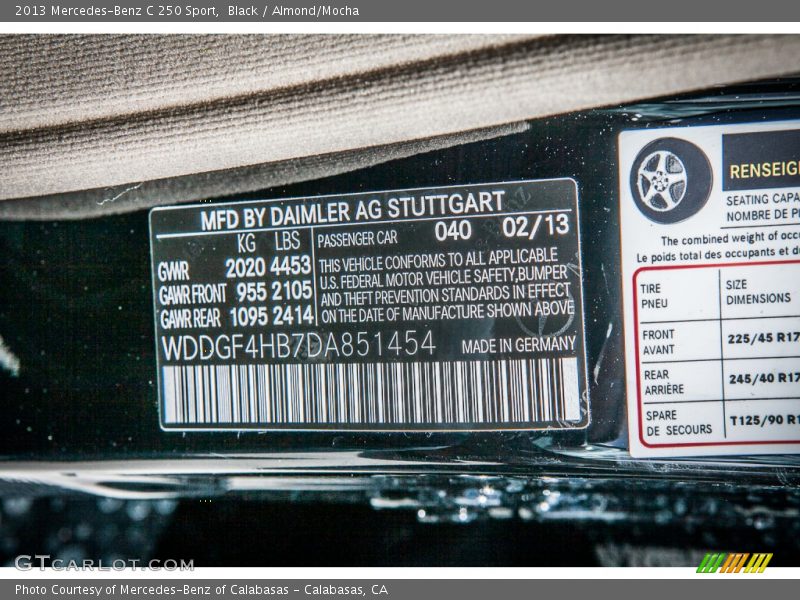 2013 Mercedes-Benz C 250 Sport, Black / Almond/Mocha
MFD BY DAIMLER AG STUTTGART
KG LBS PASSENGER CAR 040 02/13
GWR 2020 4453
GAWR FRONT 955 2105
GAWR REAR 1095 2414
THIS VEHICLE CONFORMS TO ALL APPLICABLE
U.S. FEDERAL MOTOR VEHICLE SAFETY, BUMPER
AND THEFT PREVENTION STANDARDS IN EFFECT
ON THE DATE OF MANUFACTURE SHOWN ABOVE
WDDGF4HB7DA851454 MADE IN GERMANY
RENSEIG
SEATING CAPA
NOMBRE DE PL
The combined weight of occu
Le poids total des occupants et d
TIRE SIZE
PNEU DIMENSIONS
FRONT
AVANT
225/45 R17
REAR
ARRIÈRE
245/40 R17
SPARE
DE SECOURS
T125/90 R1
GTCARLOT.COM
Photo Courtesy of Mercedes-Benz of Calabasas - Calabasas, CA